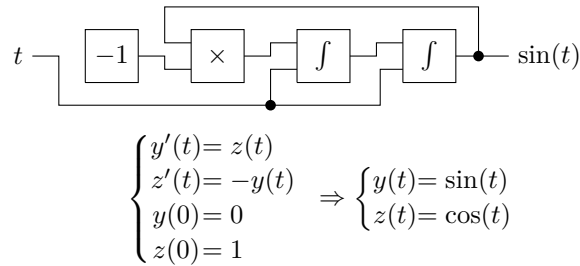 t −1 × ∫ ∫ sin(t)
y′(t)= z(t)
z′(t)= −y(t)
y(0)= 0
z(0)= 1
⇒
y(t)= sin(t)
z(t)= cos(t)